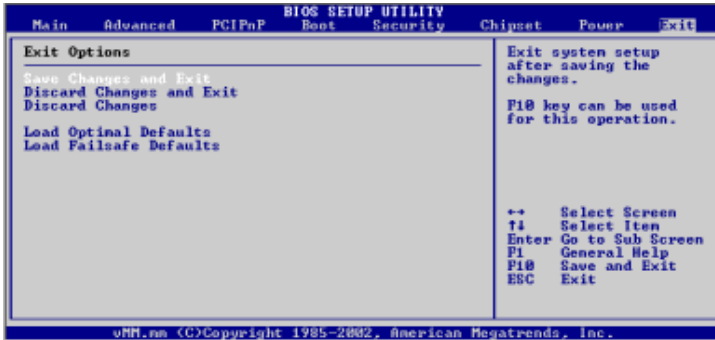 BIOS SETUP UTILITY
Main Advanced PCIPnP Boot Security Chipset Power Exit
Exit Options
Save Changes and Exit
Discard Changes and Exit
Discard Changes
Load Optimal Defaults
Load Failsafe Defaults
Exit system setup
after saving the
changes.
F10 key can be used
for this operation.
↔ Select Screen
↑↓ Select Item
Enter Go to Sub Screen
F1 General Help
F10 Save and Exit
ESC Exit
vMM.mm (C)Copyright 1985-2002, American Megatrends, Inc.